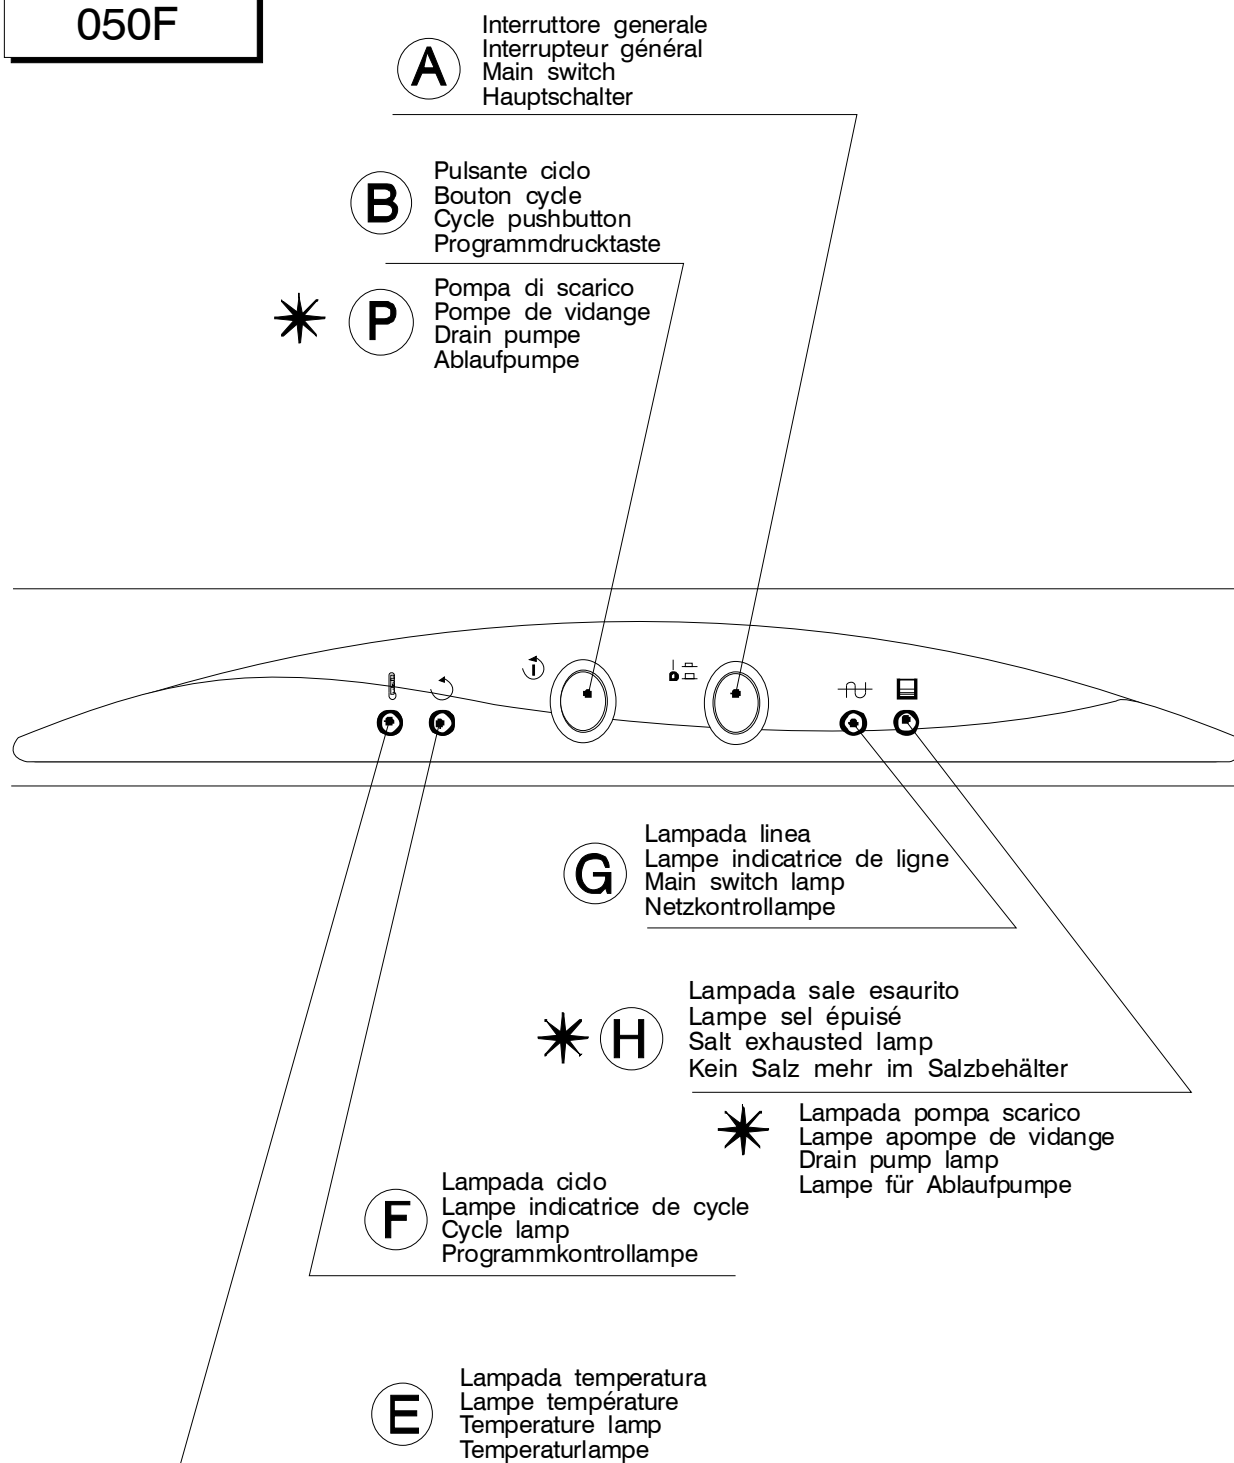 050F
A
Interruttore generale
Interrupteur général
Main switch
Hauptschalter
B
Pulsante ciclo
Bouton cycle
Cycle pushbutton
Programmdrucktaste
P
Pompa di scarico
Pompe de vidange
Drain pumpe
Ablaufpumpe
G
Lampada linea
Lampe indicatrice de ligne
Main switch lamp
Netzkontrollampe
H
Lampada sale esaurito
Lampe sel épuisé
Salt exhausted lamp
Kein Salz mehr im Salzbehälter
Lampada pompa scarico
Lampe apompe de vidange
Drain pump lamp
Lampe für Ablaufpumpe
F
Lampada ciclo
Lampe indicatrice de cycle
Cycle lamp
Programmkontrollampe
E
Lampada temperatura
Lampe température
Temperature lamp
Temperaturlampe